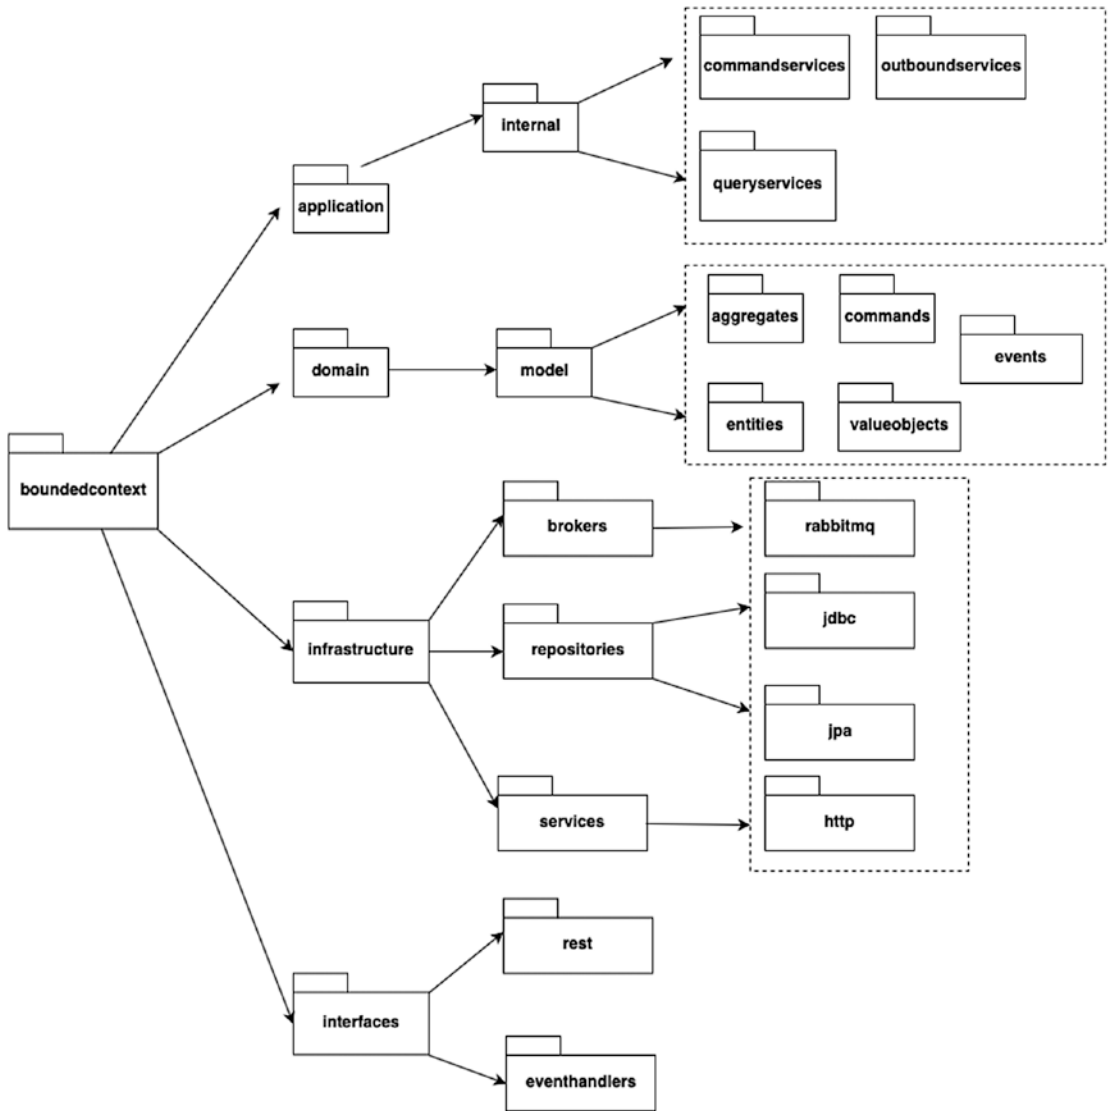 commandservices
outboundservices
internal
queryservices
application
aggregates
commands
events
domain
model
entities
valueobjects
boundedcontext
brokers
rabbitmq
jdbc
infrastructure
repositories
jpa
services
http
rest
interfaces
eventhandlers